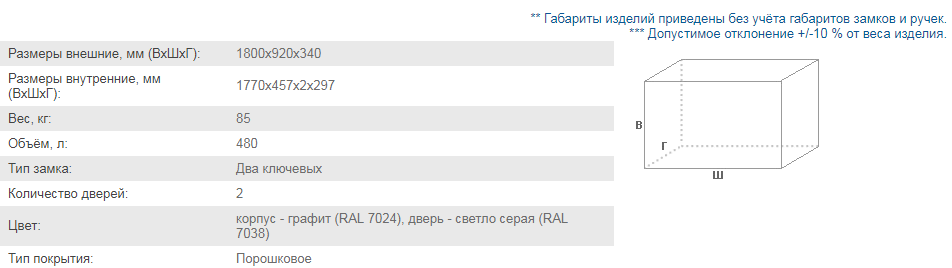 ** Габариты изделий приведены без учёта габаритов замков и ручек.
*** Допустимое отклонение +/-10 % от веса изделия.
Размеры внешние, мм (ВхШхГ): 1800х920х340
Размеры внутренние, мм
(ВхШхГ): 1770х457х2х297
Вес, кг: 85
Объём, л: 480
Тип замка: Два ключевых
Количество дверей: 2
Цвет: корпус - графит (RAL 7024), дверь - светло серая (RAL
7038)
Тип покрытия: Порошковое
В
Г
Ш